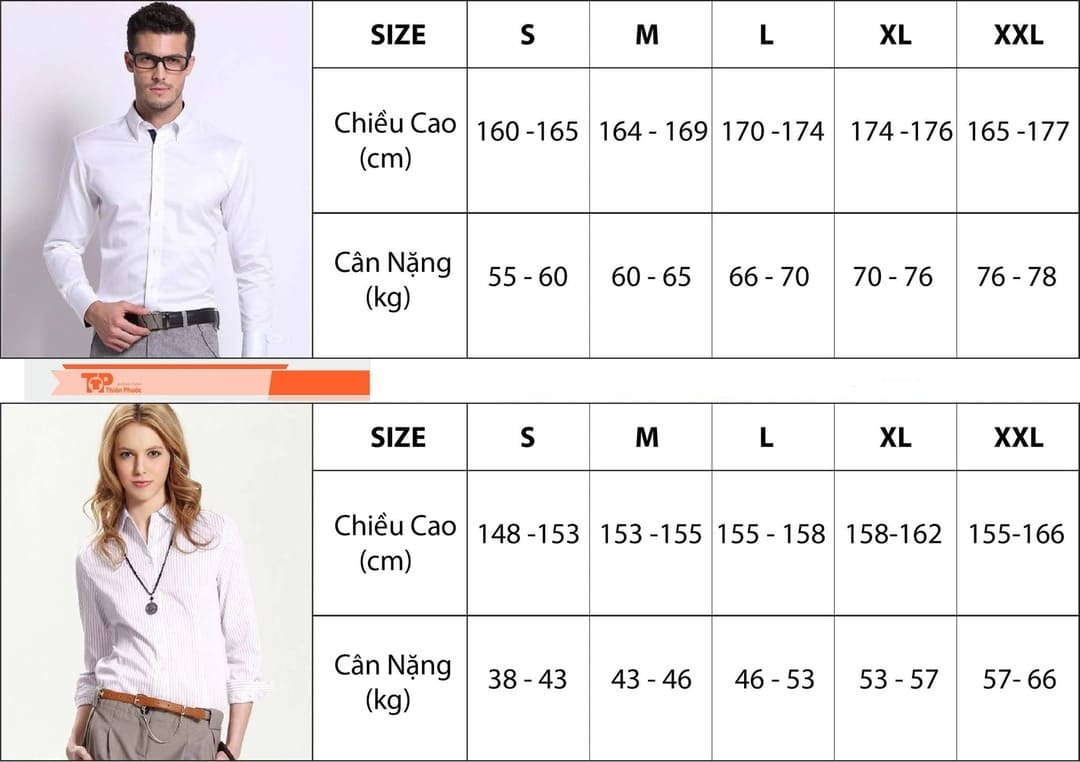 SIZE S M L XL XXL
Chiều Cao
(cm)
160 -165 164 - 169 170 -174 174 -176 165 -177
Cân Nặng
(kg)
55 - 60 60 - 65 66 - 70 70 - 76 76 - 78
TOP
Thiên Phước
SIZE S M L XL XXL
Chiều Cao
(cm)
148 -153 153 -155 155 - 158 158-162 155-166
Cân Nặng
(kg)
38 - 43 43 - 46 46 - 53 53 - 57 57- 66